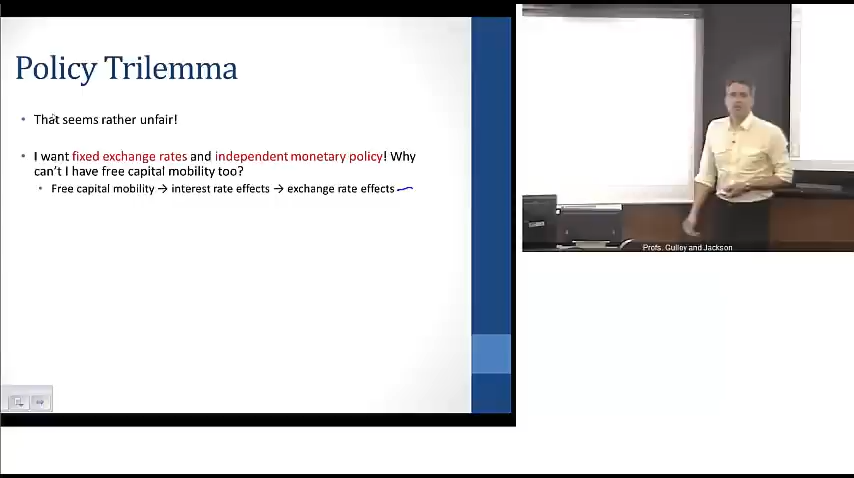 Policy Trilemma
• That seems rather unfair!
• I want fixed exchange rates and independent monetary policy! Why
can't I have free capital mobility too?
• Free capital mobility → interest rate effects → exchange rate effects
Profs. Gulley and Jackson